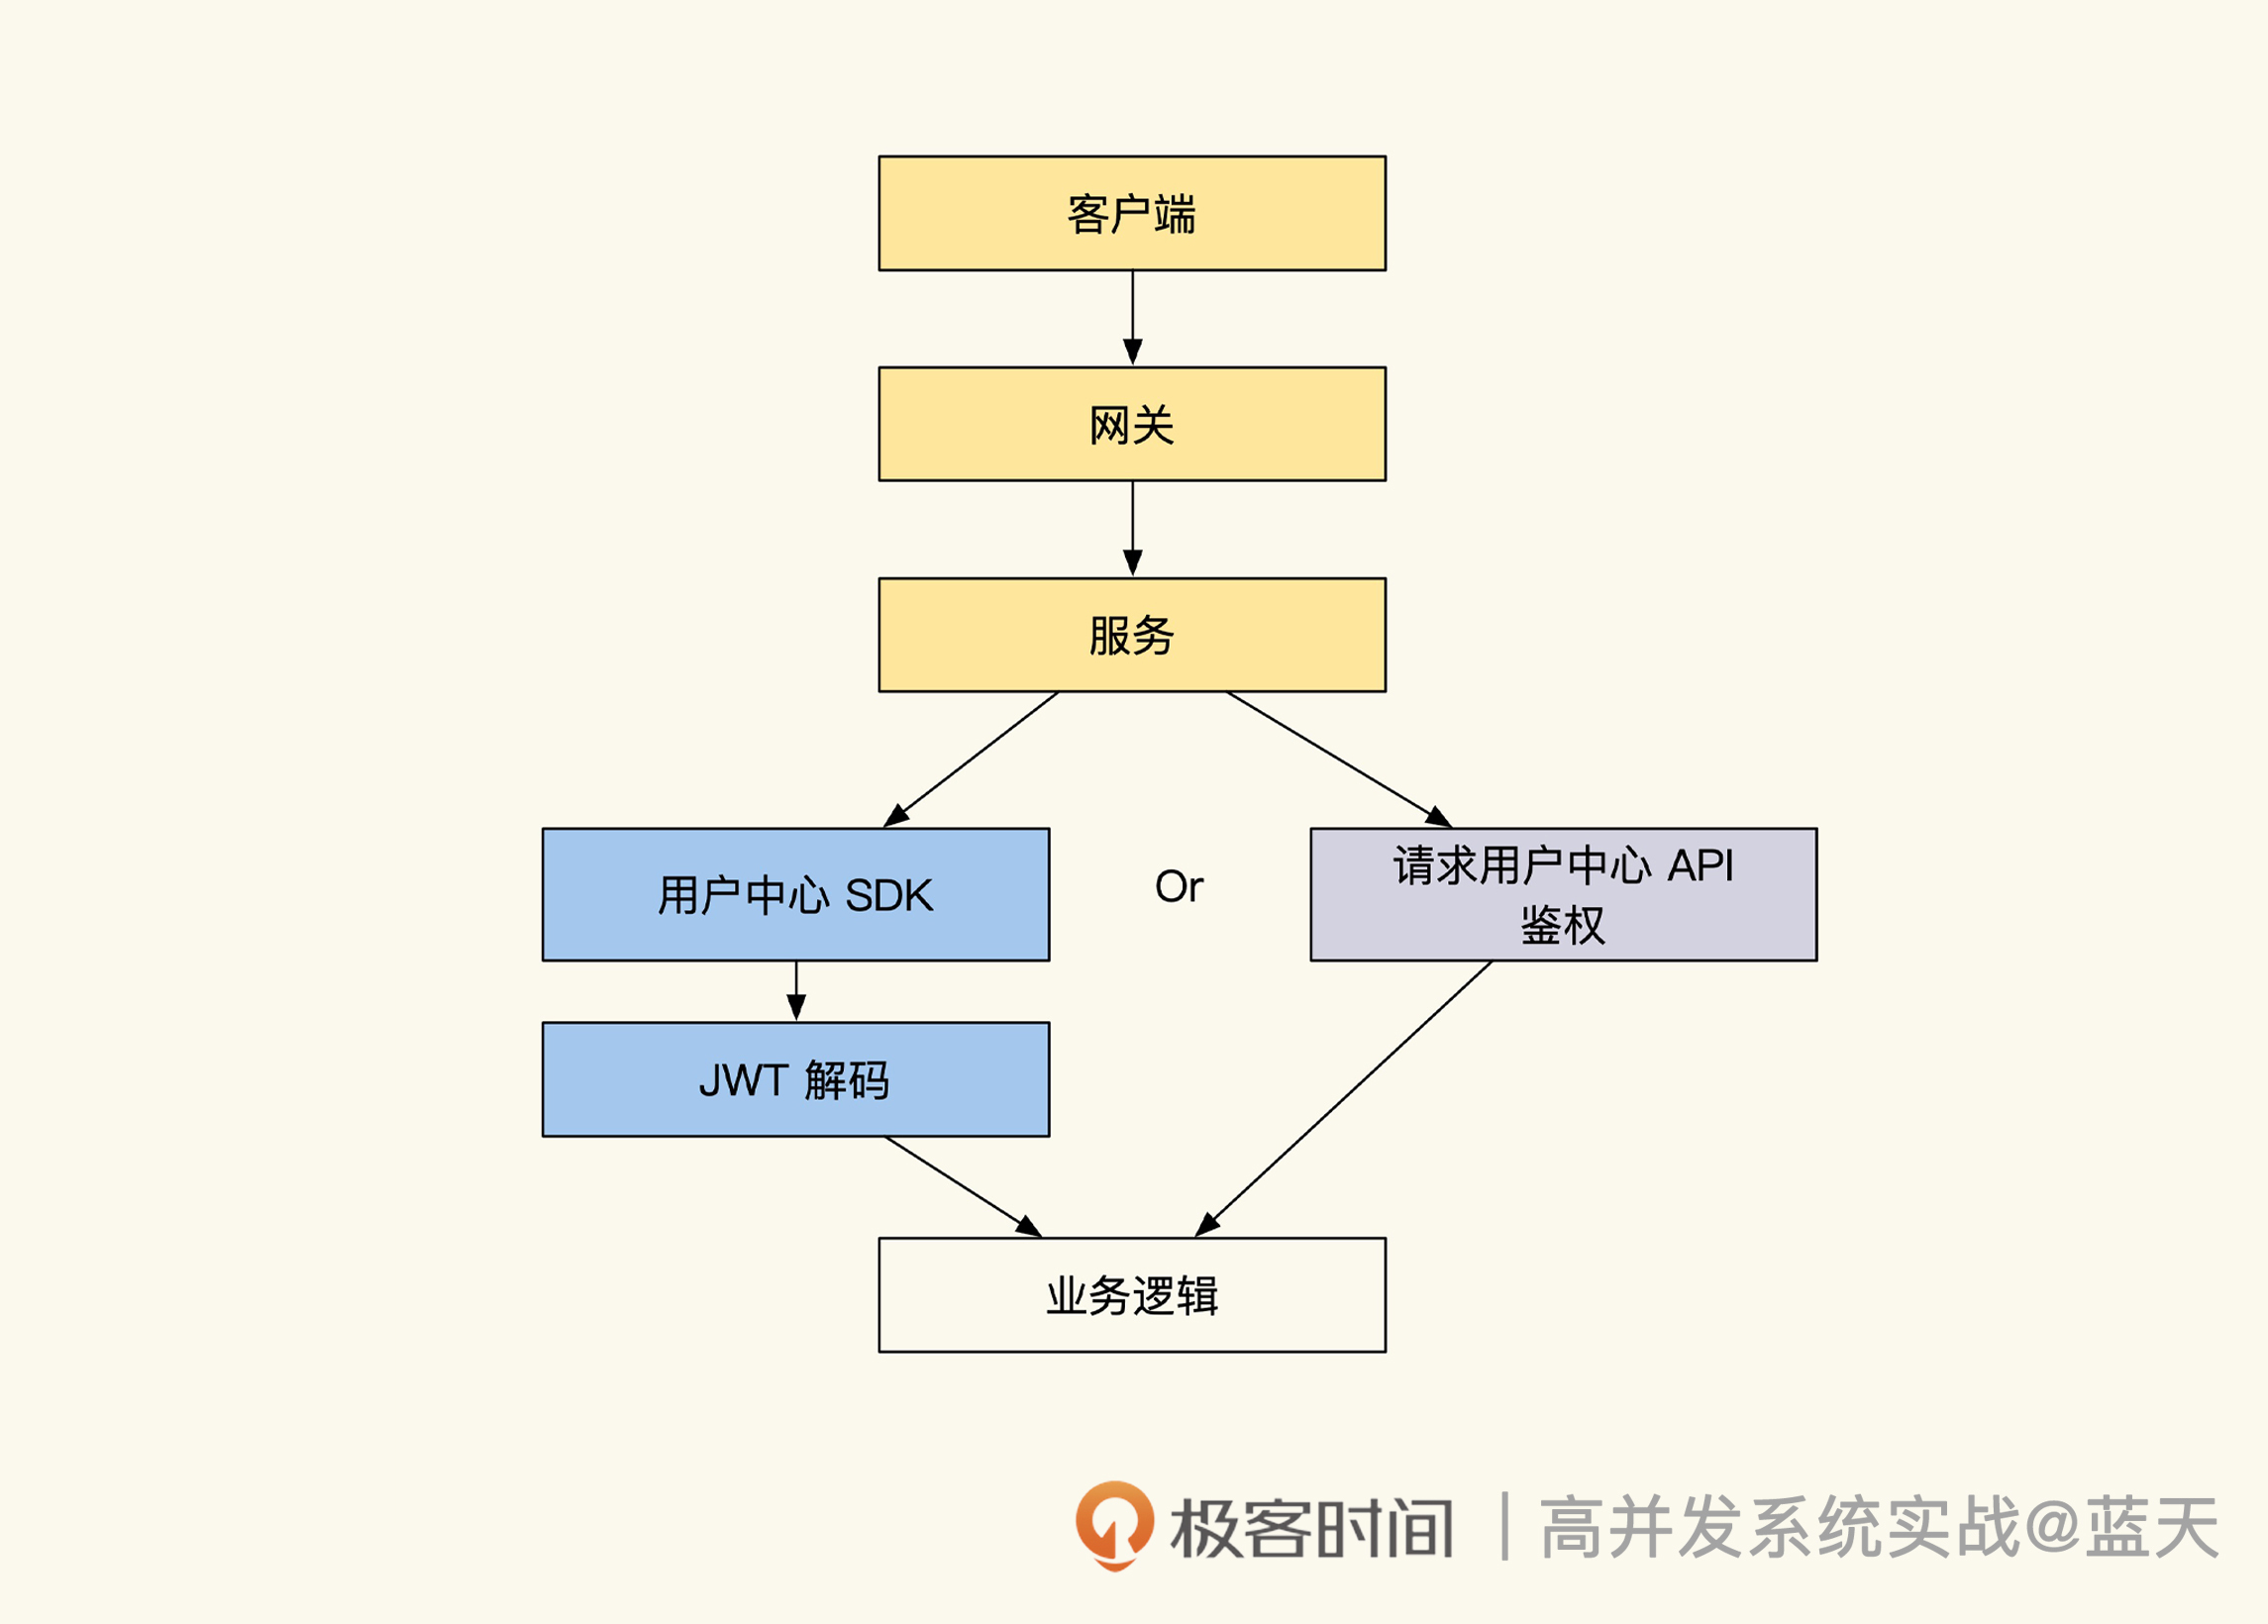 客户端
网关
服务
用户中心 SDK
Or
请求用户中心 API
鉴权
JWT 解码
业务逻辑
极客时间 | 高并发系统实战@蓝天